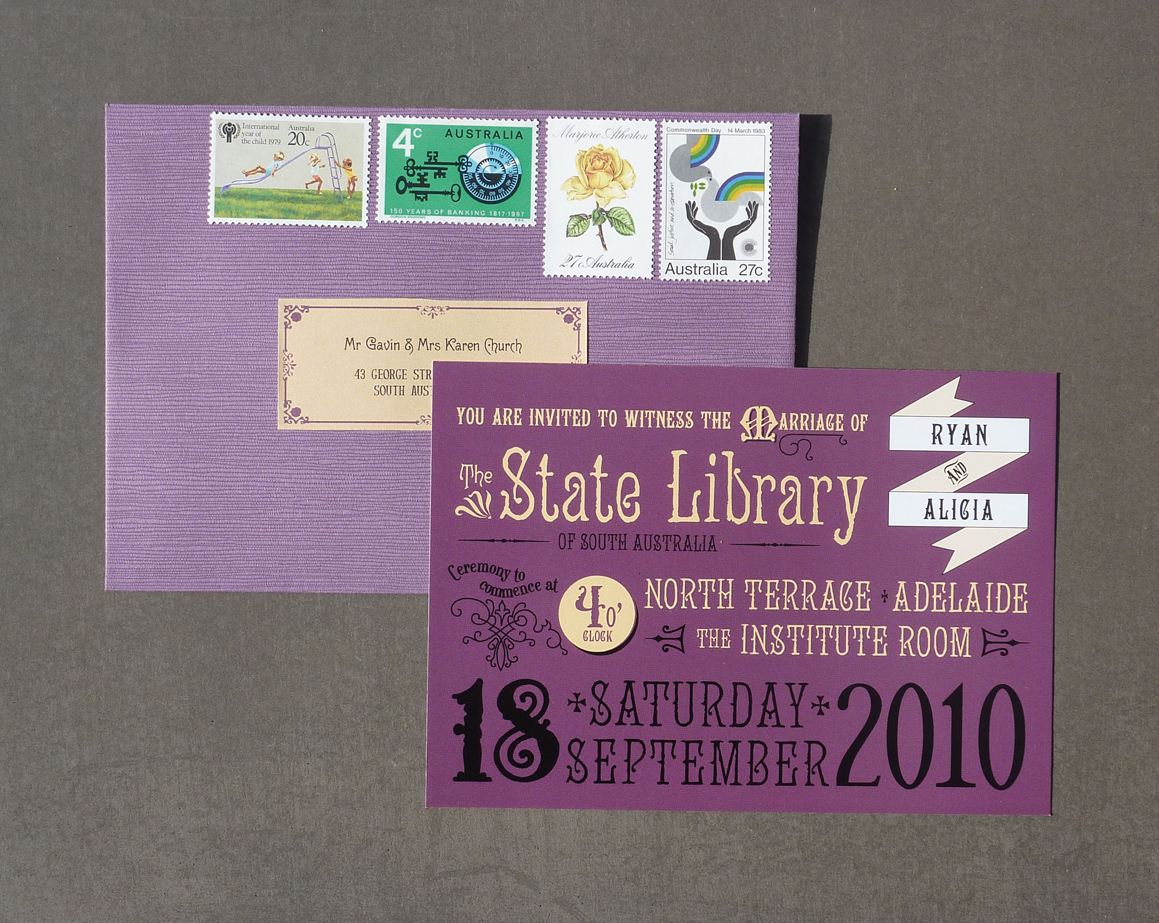 International
year of
the child 1979
Australia
20c
4c
AUSTRALIA
150 YEARS OF BANKING 1817-1967
Marjorie Atherton
27c Australia
Commonwealth Day 14 March 1983
Australia 27c
Mr Gavin & Mrs Karen Church
43 GEORGE STR
SOUTH AUS
YOU ARE INVITED TO WITNESS THE MARRIAGE OF
RYAN
AND
ALICIA
The
State Library
OF SOUTH AUSTRALIA
Ceremony to
commence at
4 O'
CLOCK
NORTH TERRACE ADELAIDE
THE INSTITUTE ROOM
18 SATURDAY
SEPTEMBER 2010